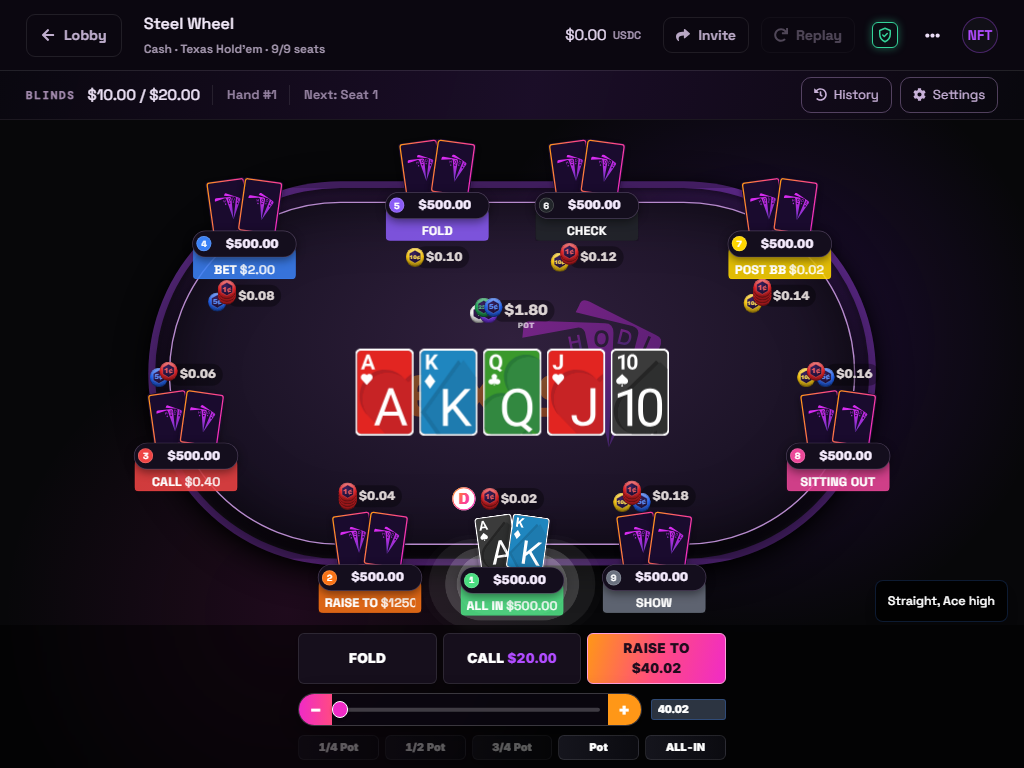 Lobby
Steel Wheel
Cash · Texas Hold'em · 9/9 seats
$0.00 USDC
Invite
Replay
NFT
BLINDS $10.00 / $20.00
Hand #1
Next: Seat 1
History
Settings
5 $500.00
FOLD
$0.10
6 $500.00
CHECK
$0.12
4 $500.00
BET $2.00
$0.08
7 $500.00
POST BB $0.02
$0.14
$1.80
POT
HODL
A A
K K
Q Q
J J
10 10
$0.06
3 $500.00
CALL $0.40
$0.16
8 $500.00
SITTING OUT
$0.04
2 $500.00
RAISE TO $1250
D
1¢ $0.02
A A
K K
1 $500.00
ALL IN $500.00
$0.18
9 $500.00
SHOW
Straight, Ace high
FOLD
CALL $20.00
RAISE TO
$40.02
40.02
1/4 Pot
1/2 Pot
3/4 Pot
Pot
ALL-IN